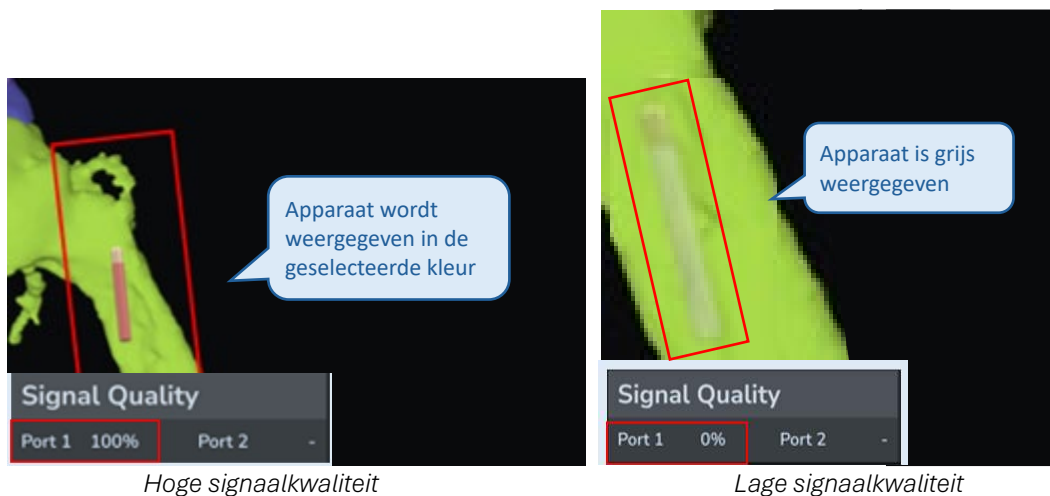 Apparaat wordt
weergegeven in de
geselecteerde kleur
Signal Quality
Port 1 100% Port 2 -
Hoge signaalkwaliteit
Apparaat is grijs
weergegeven
Signal Quality
Port 1 0% Port 2 -
Lage signaalkwaliteit